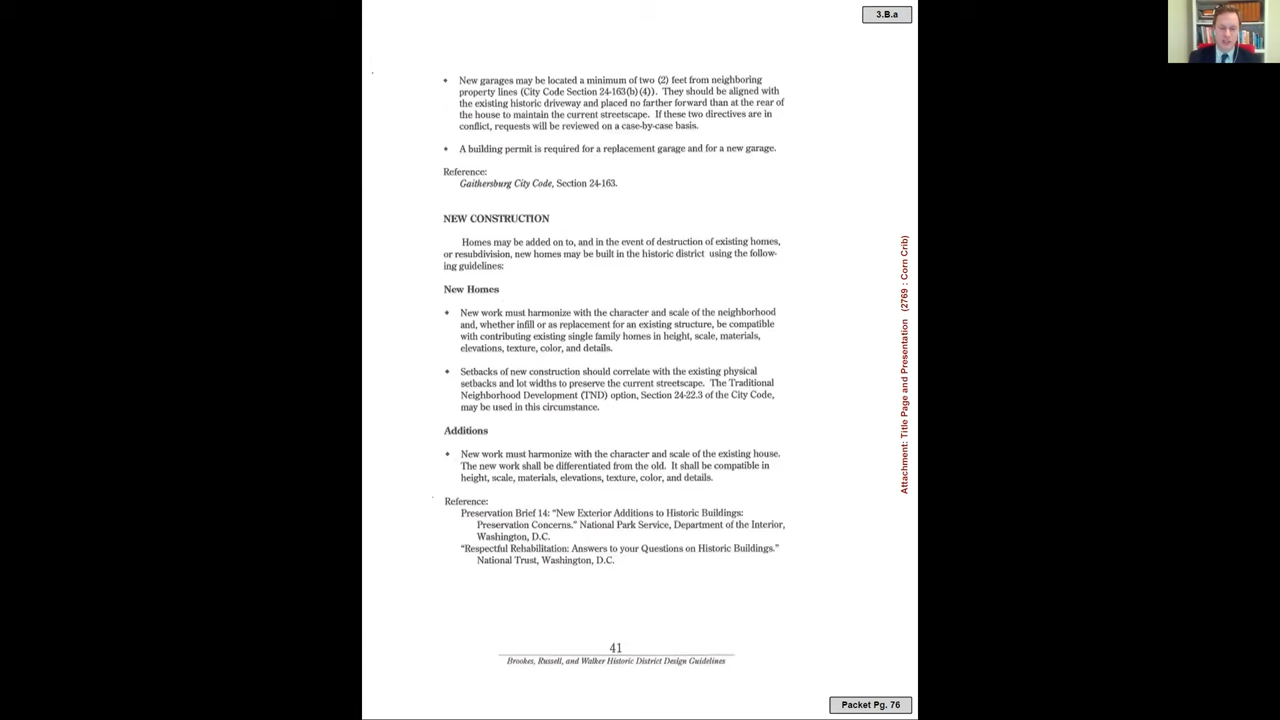 3.B.a
• New garages may be located a minimum of two (2) feet from neighboring
property lines (City Code Section 24-163(b)(4)). They should be aligned with
the existing historic driveway and placed no farther forward than at the rear of
the house to maintain the current streetscape. If these two directives are in
conflict, requests will be reviewed on a case-by-case basis.
• A building permit is required for a replacement garage and for a new garage.
Reference:
Gaithersburg City Code, Section 24-163.
NEW CONSTRUCTION
Homes may be added on to, and in the event of destruction of existing homes,
or resubdivision, new homes may be built in the historic district using the follow-
ing guidelines:
New Homes
• New work must harmonize with the character and scale of the neighborhood
and, whether infill or as replacement for an existing structure, be compatible
with contributing existing single family homes in height, scale, materials,
elevations, texture, color, and details.
• Setbacks of new construction should correlate with the existing physical
setbacks and lot widths to preserve the current streetscape. The Traditional
Neighborhood Development (TND) option, Section 24-22.3 of the City Code,
may be used in this circumstance.
Additions
• New work must harmonize with the character and scale of the existing house.
The new work shall be differentiated from the old. It shall be compatible in
height, scale, materials, elevations, texture, color, and details.
Reference:
Preservation Brief 14: “New Exterior Additions to Historic Buildings:
Preservation Concerns.” National Park Service, Department of the Interior,
Washington, D.C.
“Respectful Rehabilitation: Answers to your Questions on Historic Buildings.”
National Trust, Washington, D.C.
41
Brookes, Russell, and Walker Historic District Design Guidelines
Attachment: Title Page and Presentation (2769 : Corn Crib)
Packet Pg. 76